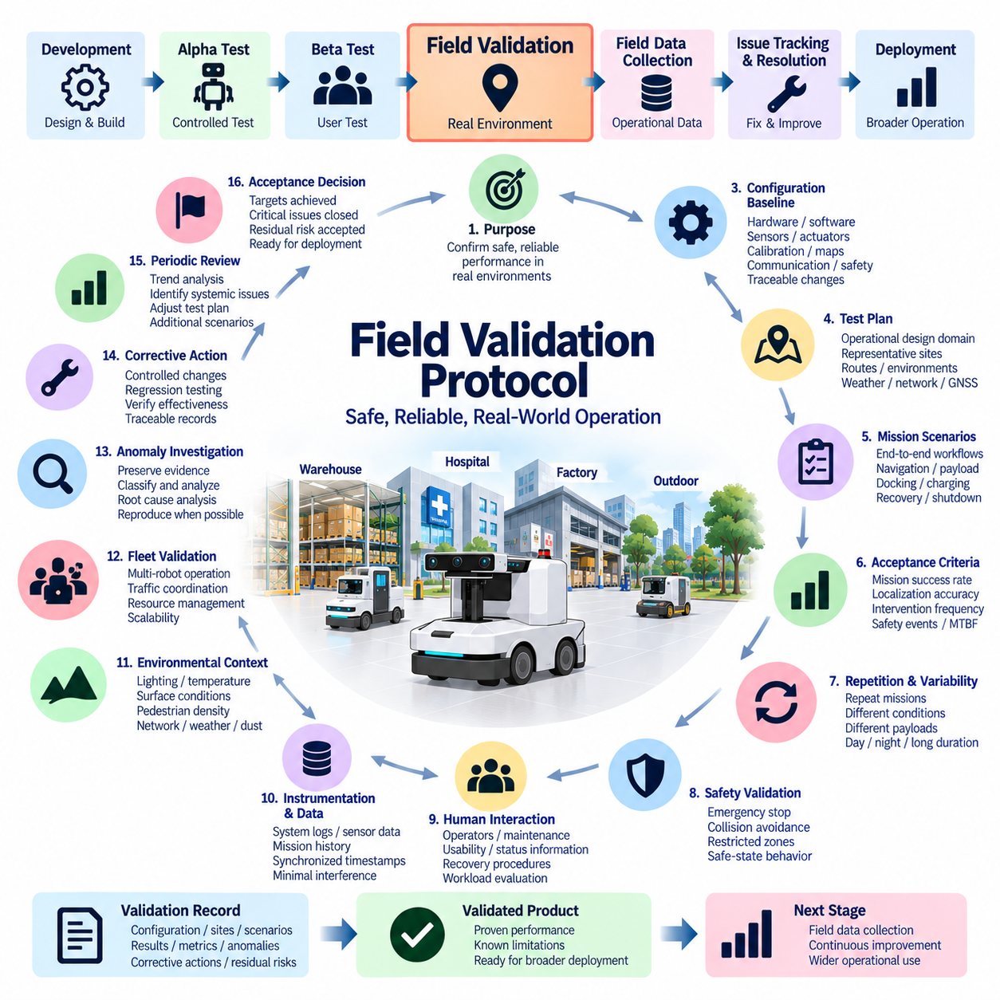 Development
Design & Build
Alpha Test
Controlled Test
Beta Test
User Test
Field Validation
Real Environment
Field Data
Collection
Operational Data
Issue Tracking
& Resolution
Fix & Improve
Deployment
Broader Operation
1. Purpose
Confirm safe, reliable
performance in
real environments
3. Configuration
Baseline
Hardware / software
Sensors / actuators
Calibration / maps
Communication / safety
Traceable changes
4. Test Plan
Operational design domain
Representative sites
Routes / environments
Weather / network / GNSS
5. Mission Scenarios
End-to-end workflows
Navigation / payload
Docking / charging
Recovery / shutdown
6. Acceptance Criteria
Mission success rate
Localization accuracy
Intervention frequency
Safety events / MTBF
7. Repetition & Variability
Repeat missions
Different conditions
Different payloads
Day / night / long duration
8. Safety Validation
Emergency stop
Collision avoidance
Restricted zones
Safe-state behavior
9. Human Interaction
Operators / maintenance
Usability / status information
Recovery procedures
Workload evaluation
10. Instrumentation
& Data
System logs / sensor data
Mission history
Synchronized timestamps
Minimal interference
11. Environmental Context
Lighting / temperature
Surface conditions
Pedestrian density
Network / weather / dust
12. Fleet Validation
Multi-robot operation
Traffic coordination
Resource management
Scalability
13. Anomaly Investigation
Preserve evidence
Classify and analyze
Root cause analysis
Reproduce when possible
14. Corrective Action
Controlled changes
Regression testing
Verify effectiveness
Traceable records
15. Periodic Review
Trend analysis
Identify systemic issues
Adjust test plan
Additional scenarios
16. Acceptance Decision
Targets achieved
Critical issues closed
Residual risk accepted
Ready for deployment
Field Validation
Protocol
Safe, Reliable, Real-World Operation
Warehouse
Hospital
Factory
Outdoor
Validation Record
Configuration / sites / scenarios
Results / metrics / anomalies
Corrective actions / residual risks
Validated Product
Proven performance
Known limitations
Ready for broader deployment
Next Stage
Field data collection
Continuous improvement
Wider operational use